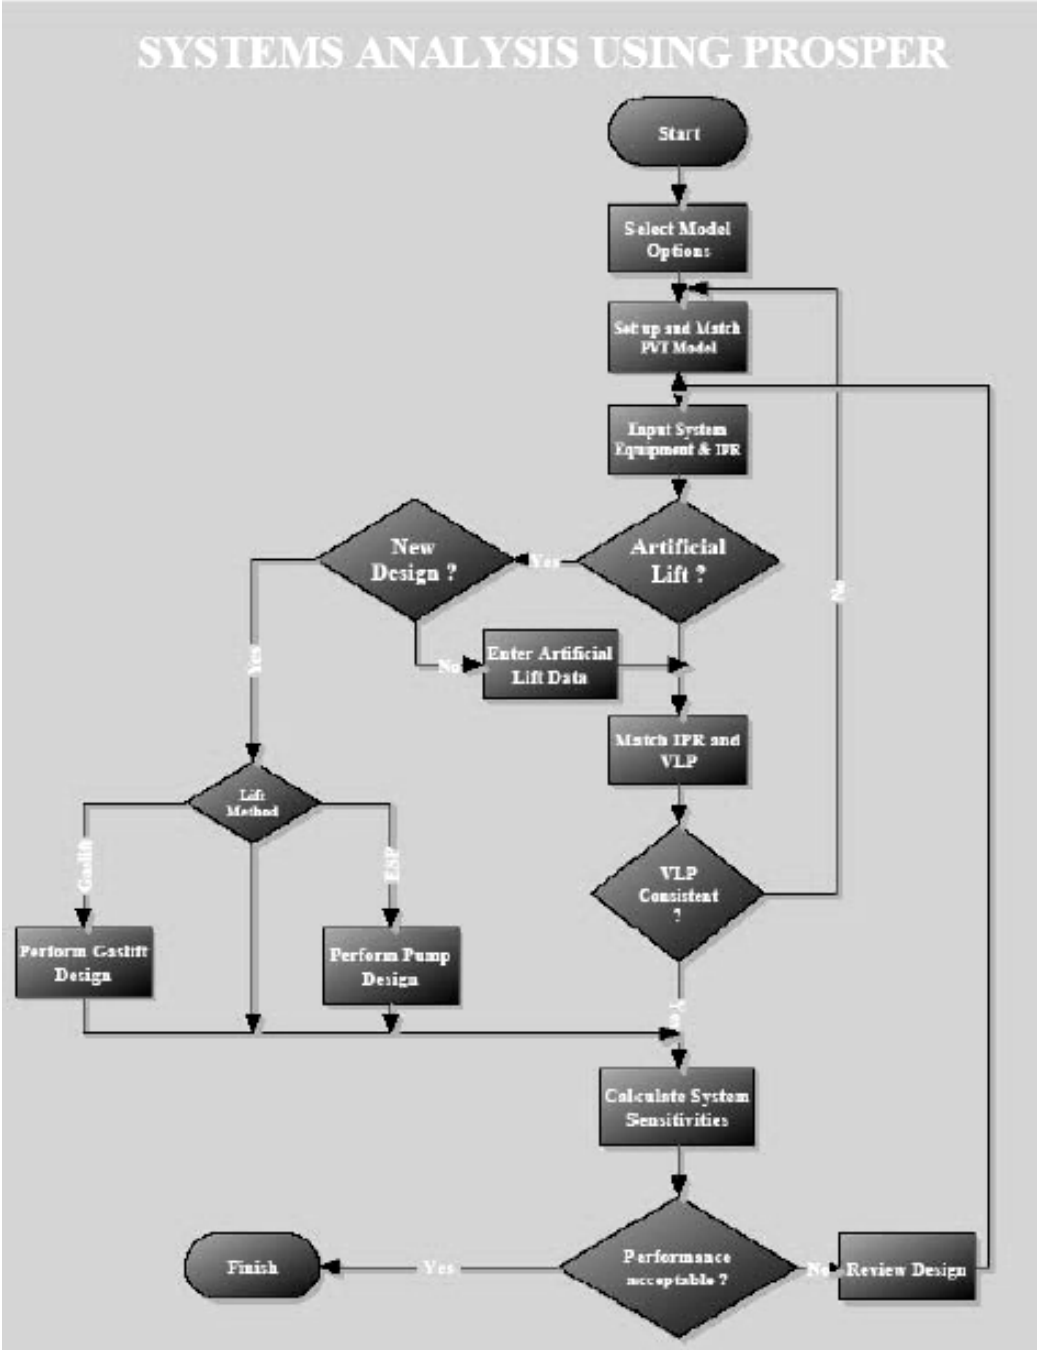 SYSTEMS ANALYSIS USING PROSPER
Start
Select Model
Options
Set up and Match
PVT Model
Input System
Equipment & IPR
Artificial
Lift ?
Yes
New
Design ?
No
Enter Artificial
Lift Data
Yes
No
Match IPR and
VLP
Lift
Method
Gaslift
ESP
VLP
Consistent
?
Perform Gaslift
Design
Perform Pump
Design
Yes
Calculate System
Sensitivities
Performance
acceptable ?
Yes
Finish
No
Review Design